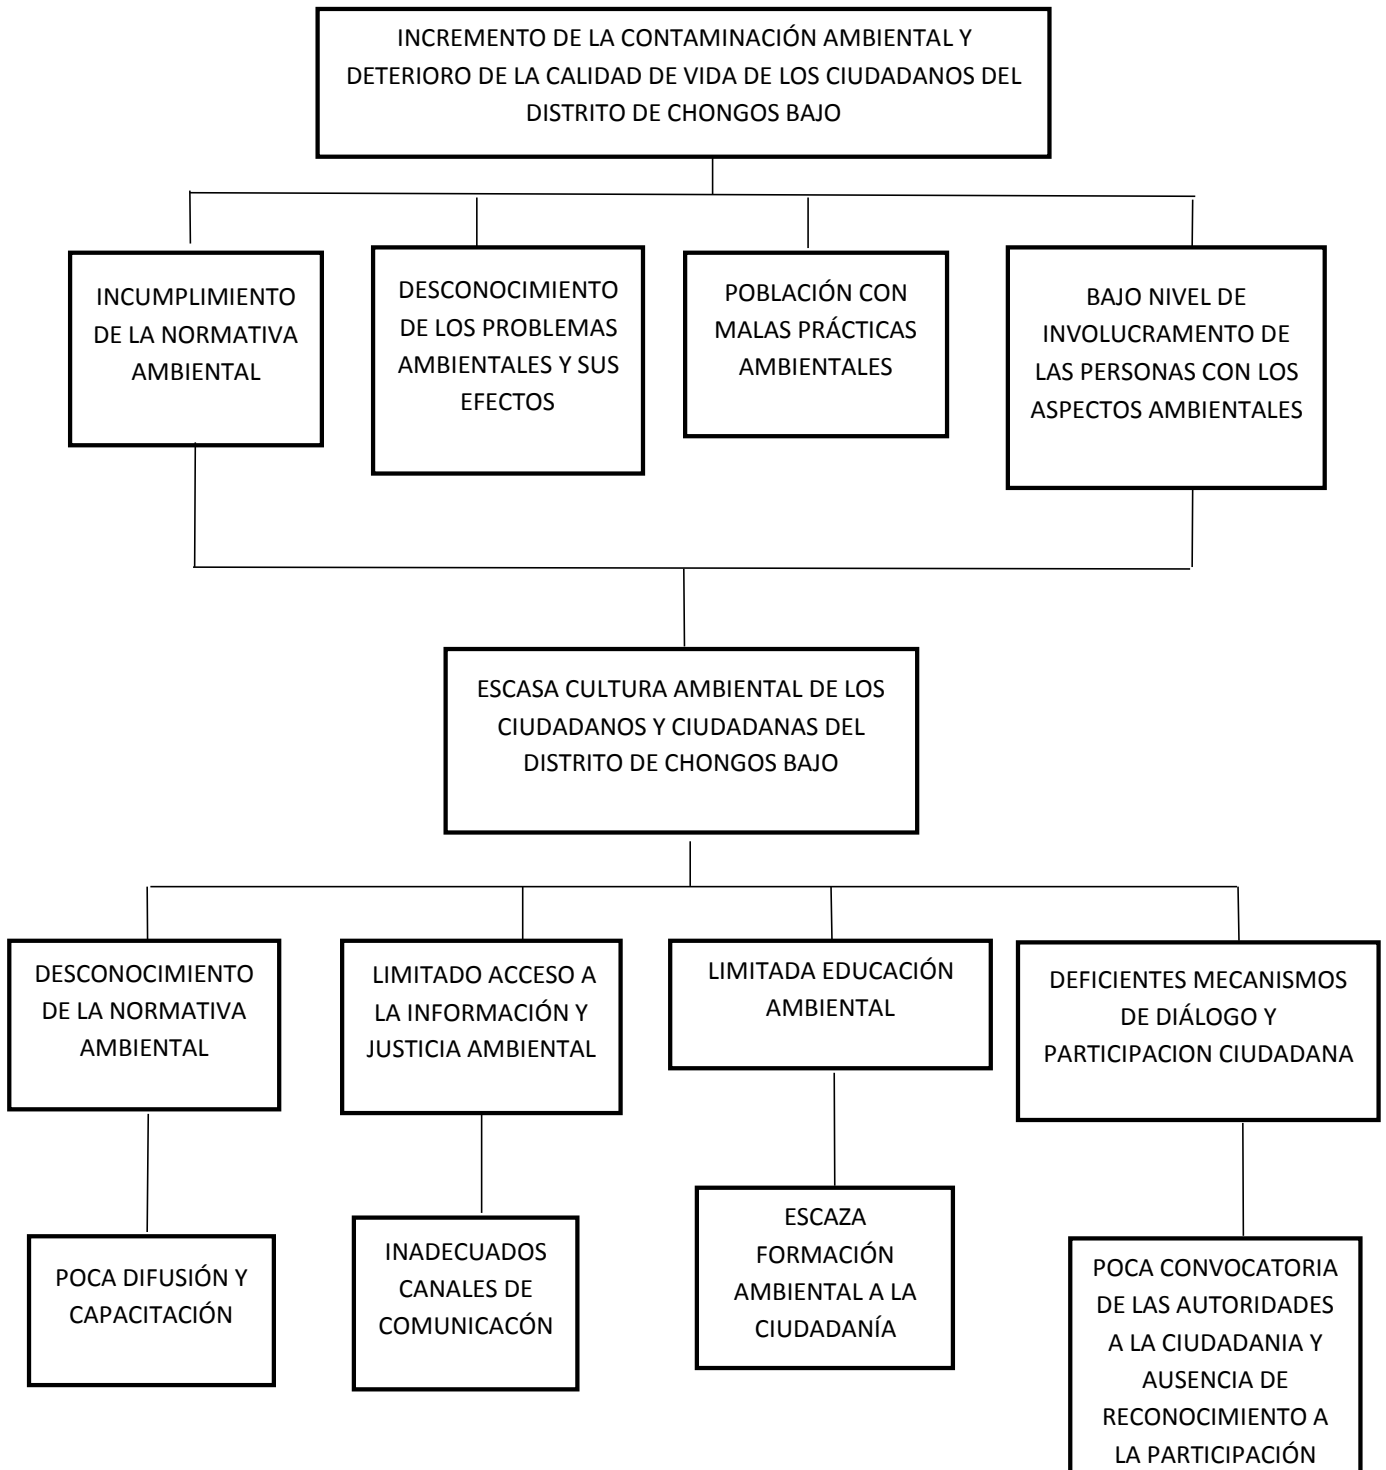 INCREMENTO DE LA CONTAMINACIÓN AMBIENTAL Y
DETERIORO DE LA CALIDAD DE VIDA DE LOS CIUDADANOS DEL
DISTRITO DE CHONGOS BAJO
INCUMPLIMIENTO
DE LA NORMATIVA
AMBIENTAL
DESCONOCIMIENTO
DE LOS PROBLEMAS
AMBIENTALES Y SUS
EFECTOS
POBLACIÓN CON
MALAS PRÁCTICAS
AMBIENTALES
BAJO NIVEL DE
INVOLUCRAMENTO DE
LAS PERSONAS CON LOS
ASPECTOS AMBIENTALES
ESCASA CULTURA AMBIENTAL DE LOS
CIUDADANOS Y CIUDADANAS DEL
DISTRITO DE CHONGOS BAJO
DESCONOCIMIENTO
DE LA NORMATIVA
AMBIENTAL
LIMITADO ACCESO A
LA INFORMACIÓN Y
JUSTICIA AMBIENTAL
LIMITADA EDUCACIÓN
AMBIENTAL
DEFICIENTES MECANISMOS
DE DIÁLOGO Y
PARTICIPACION CIUDADANA
POCA DIFUSIÓN Y
CAPACITACIÓN
INADECUADOS
CANALES DE
COMUNICACÓN
ESCAZA
FORMACIÓN
AMBIENTAL A LA
CIUDADANÍA
POCA CONVOCATORIA
DE LAS AUTORIDADES
A LA CIUDADANIA Y
AUSENCIA DE
RECONOCIMIENTO A
LA PARTICIPACIÓN